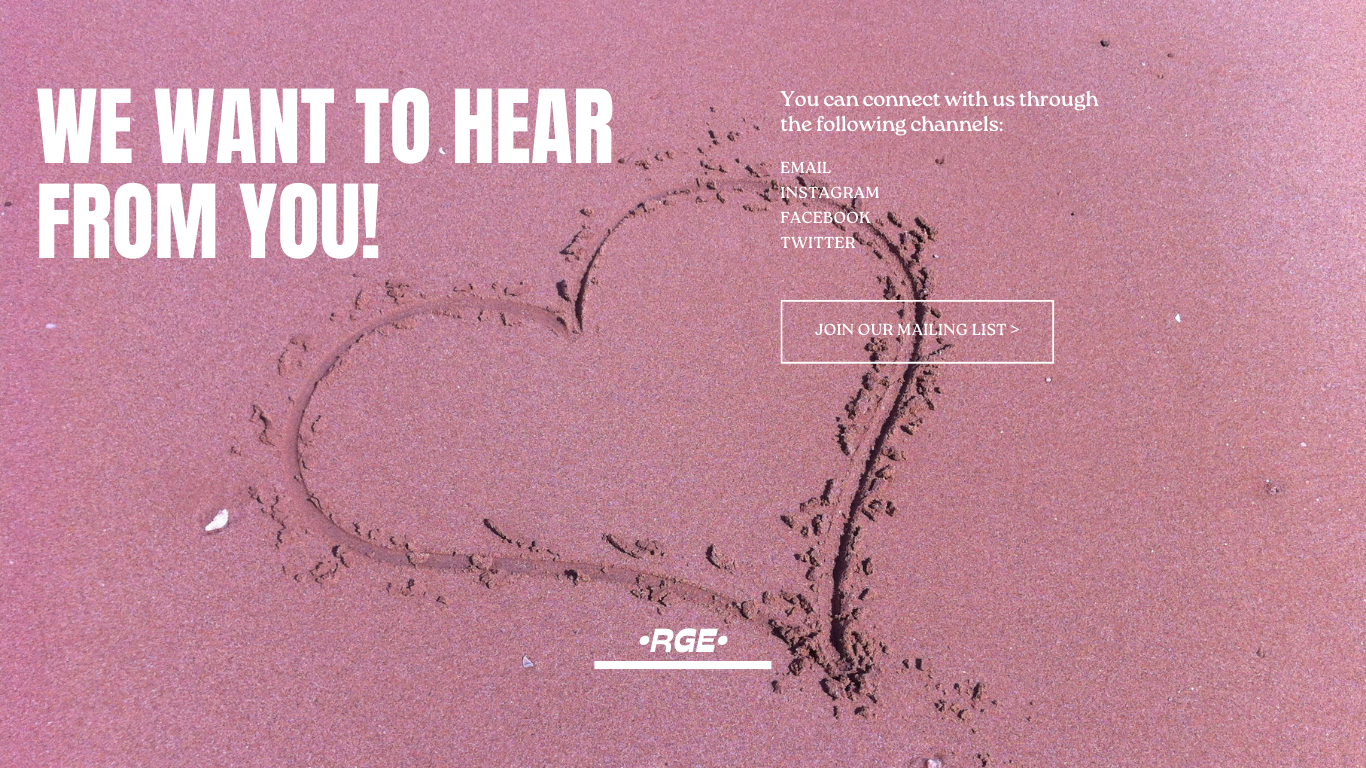 WE WANT TO HEAR
FROM YOU!
You can connect with us through
the following channels:
EMAIL
INSTAGRAM
FACEBOOK
TWITTER
JOIN OUR MAILING LIST >
•RGE•